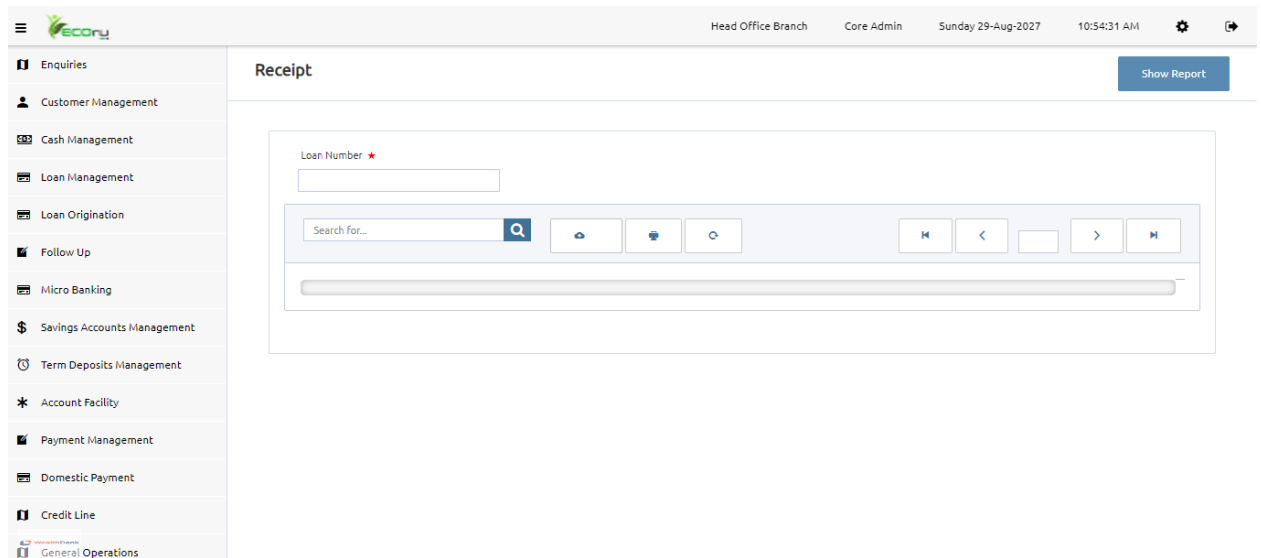 ecory
Head Office Branch Core Admin Sunday 29-Aug-2027 10:54:31 AM
Enquiries
Receipt
Show Report
Customer Management
Cash Management
Loan Number ★
Loan Management
Loan Origination
Search for...
Follow Up
Micro Banking
$ Savings Accounts Management
Term Deposits Management
Account Facility
Payment Management
Domestic Payment
Credit Line
General Operations